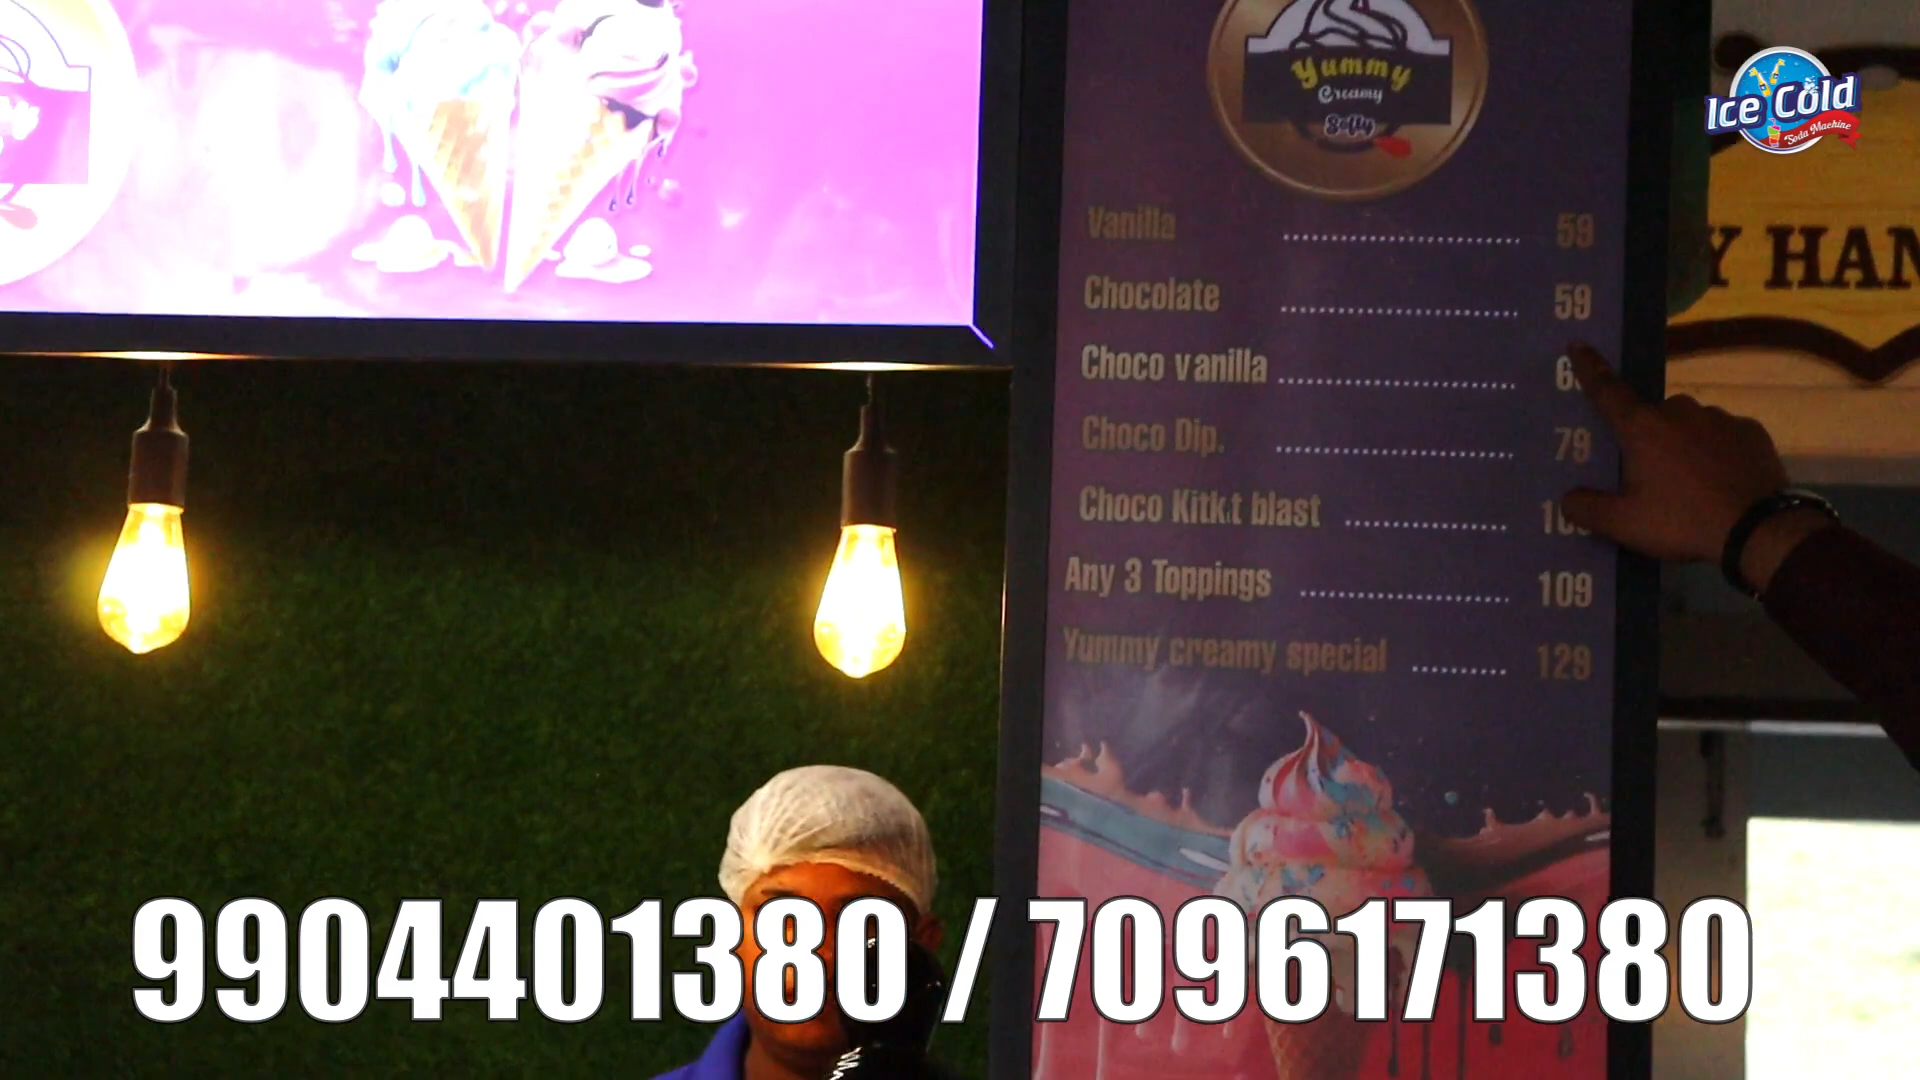 Yummy
Creamy
Softy
Ice Cold
Soda Machine
Vanilla .................... 59
Chocolate .................... 59
Choco vanilla ....................
Choco Dip. .................... 79
Choco Kitkt blast ..............
Any 3 Toppings .................. 109
Yummy creamy special ......... 129
Y HAN
9904401380 / 7096171380